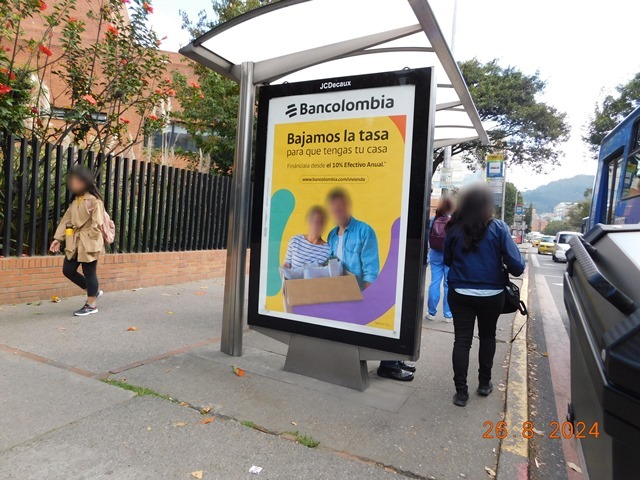 JCDecaux
Bancolombia
Bajamos la tasa
para que tengas tu casa
Finánciala desde el 10% Efectivo Anual.*
www.bancolombia.com/vivienda
26 8 2024